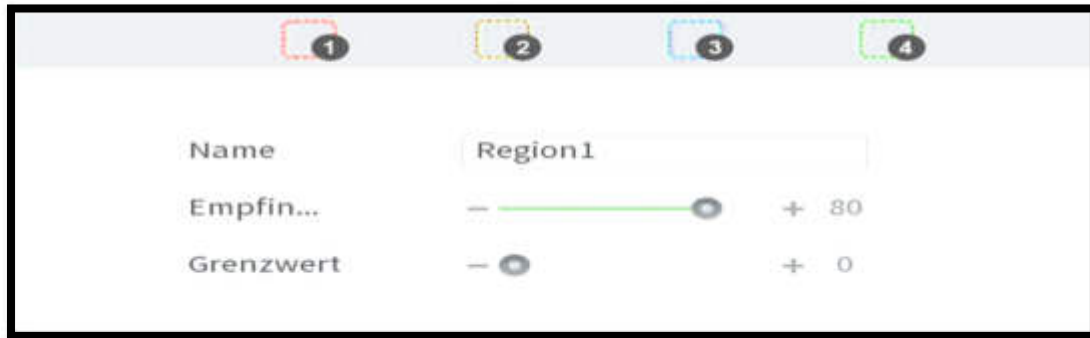 1 2 3 4
Name Region1
Empfin... − + 80
Grenzwert − + 0